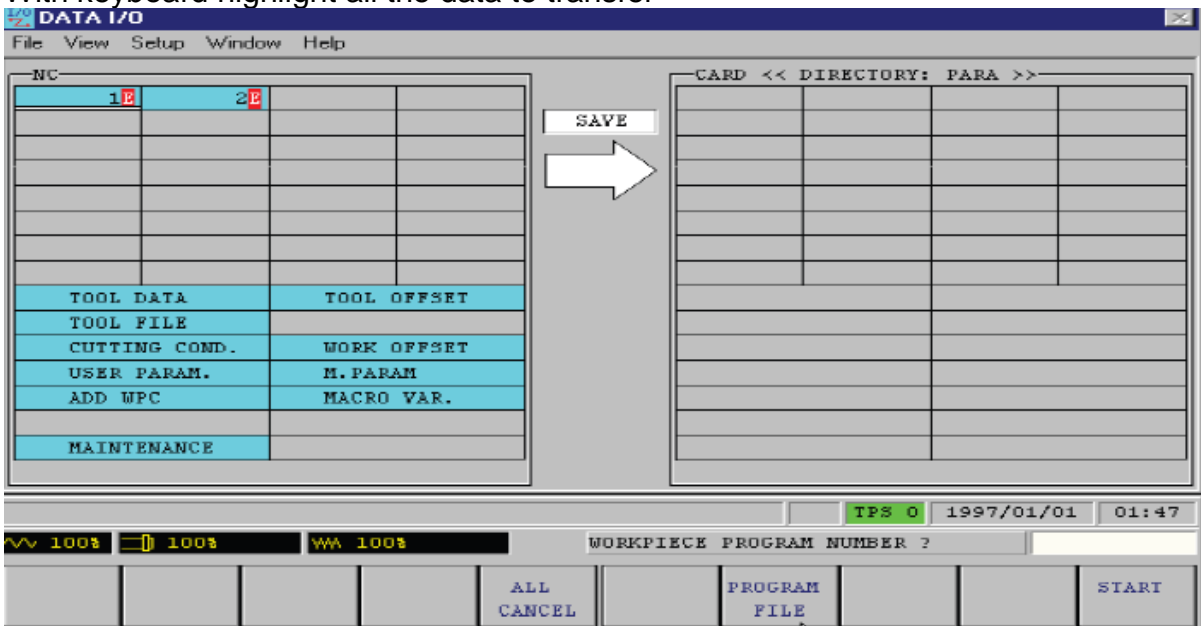 With keyboard highlight all the data to transfer
I/O DATA I/O
File View Setup Window Help
NC
CARD << DIRECTORY: PARA >>
1E 2E
SAVE
TOOL DATA TOOL OFFSET
TOOL FILE
CUTTING COND. WORK OFFSET
USER PARAM. M.PARAM
ADD WPC MACRO VAR.
MAINTENANCE
TPS 0 1997/01/01 01:47
100% 100% 100% WORKPIECE PROGRAM NUMBER ?
ALL CANCEL PROGRAM FILE START